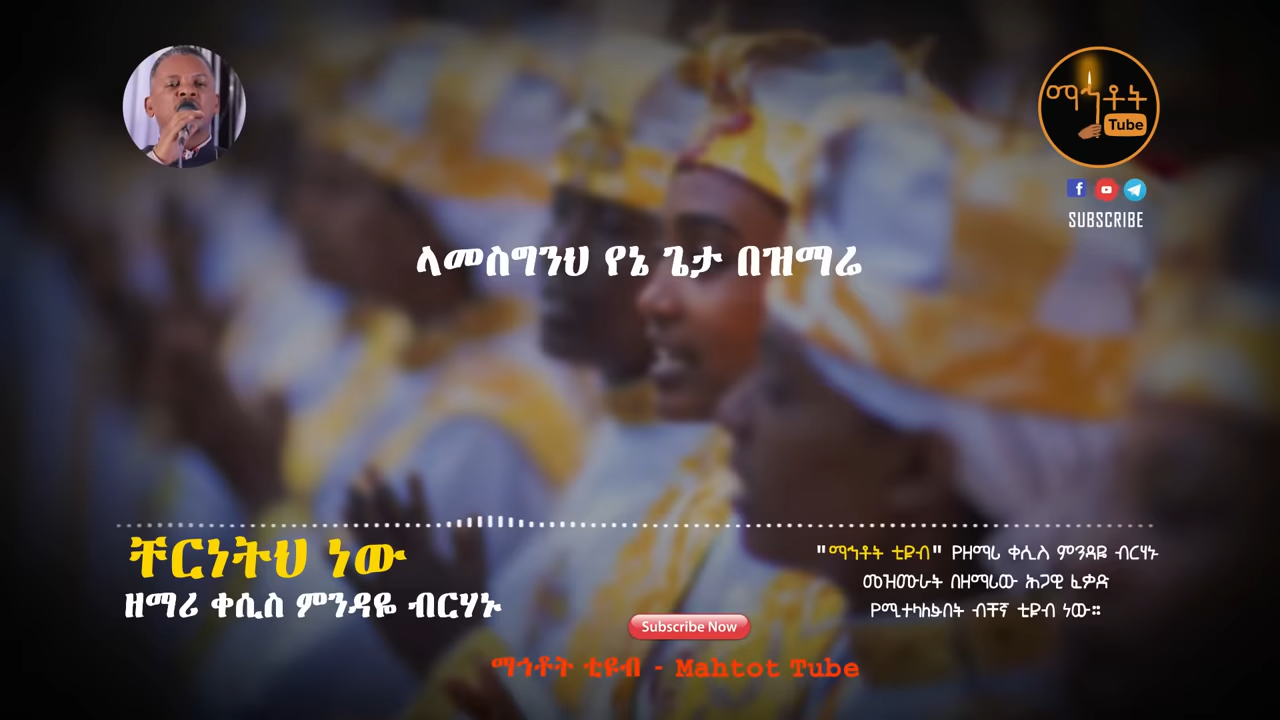 ማኅቶት
Tube
SUBSCRIBE
ላመስግንህ የኔ ጌታ በዝማሬ
ቸርነትህ ነው
ዘማሪ ቀሲስ ምንዳዬ ብርሃኑ
"ማኅቶት ቲዩብ" የዘማሪ ቀሲስ ምንዳዬ ብርሃኑ
መዝሙራት በዘማሪው ሕጋዊ ፈቃድ
የሚተላለፉበት ብቸኛ ቲዩብ ነው።
Subscribe Now
ማኅቶት ቲዩብ - Mahtot Tube